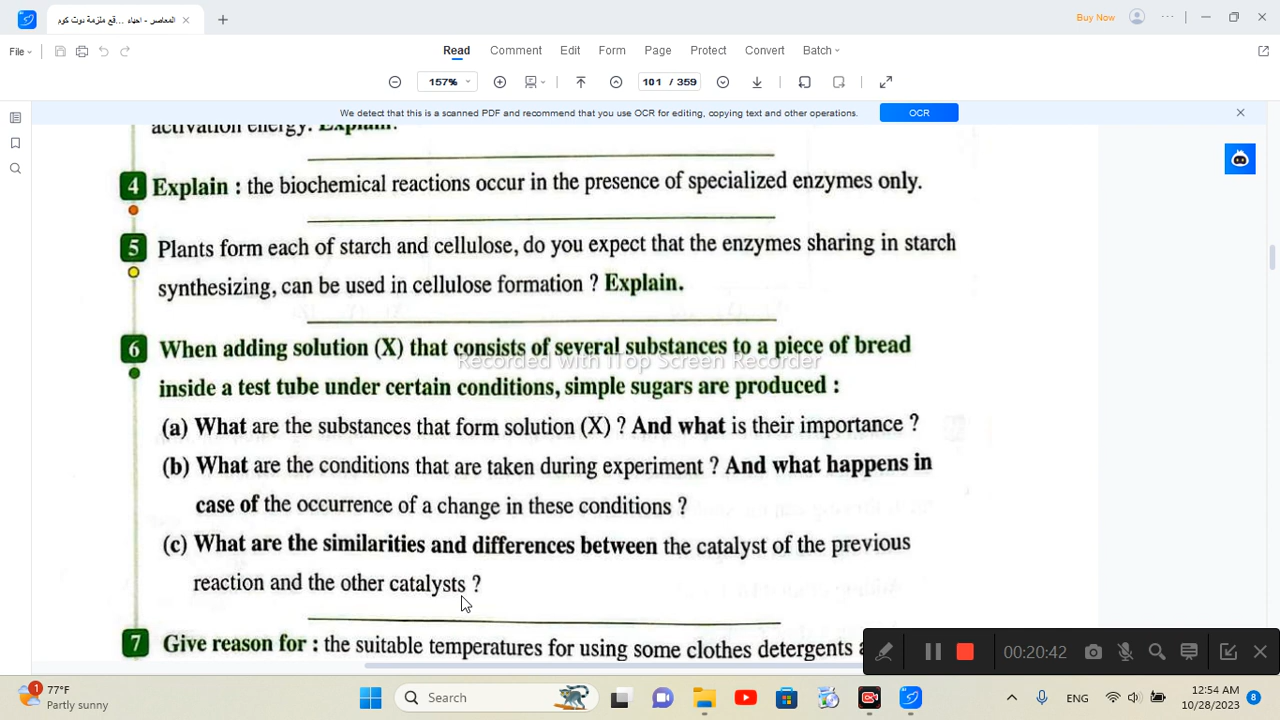 المعاصر - احياء ...قع ملزمة دوت كوم
Buy Now
File
Read Comment Edit Form Page Protect Convert Batch
157% 101 / 359
We detect that this is a scanned PDF and recommend that you use OCR for editing, copying text and other operations. OCR
activation energy. Explain.
4 Explain : the biochemical reactions occur in the presence of specialized enzymes only.
5 Plants form each of starch and cellulose, do you expect that the enzymes sharing in starch
synthesizing, can be used in cellulose formation ? Explain.
6 When adding solution (X) that consists of several substances to a piece of bread
Recorded with iTop Screen Recorder
inside a test tube under certain conditions, simple sugars are produced :
(a) What are the substances that form solution (X) ? And what is their importance ?
(b) What are the conditions that are taken during experiment ? And what happens in
case of the occurrence of a change in these conditions ?
(c) What are the similarities and differences between the catalyst of the previous
reaction and the other catalysts ?
7 Give reason for : the suitable temperatures for using some clothes detergents
00:20:42
1 77°F
Partly sunny
Search
ENG
12:54 AM
10/28/2023
8